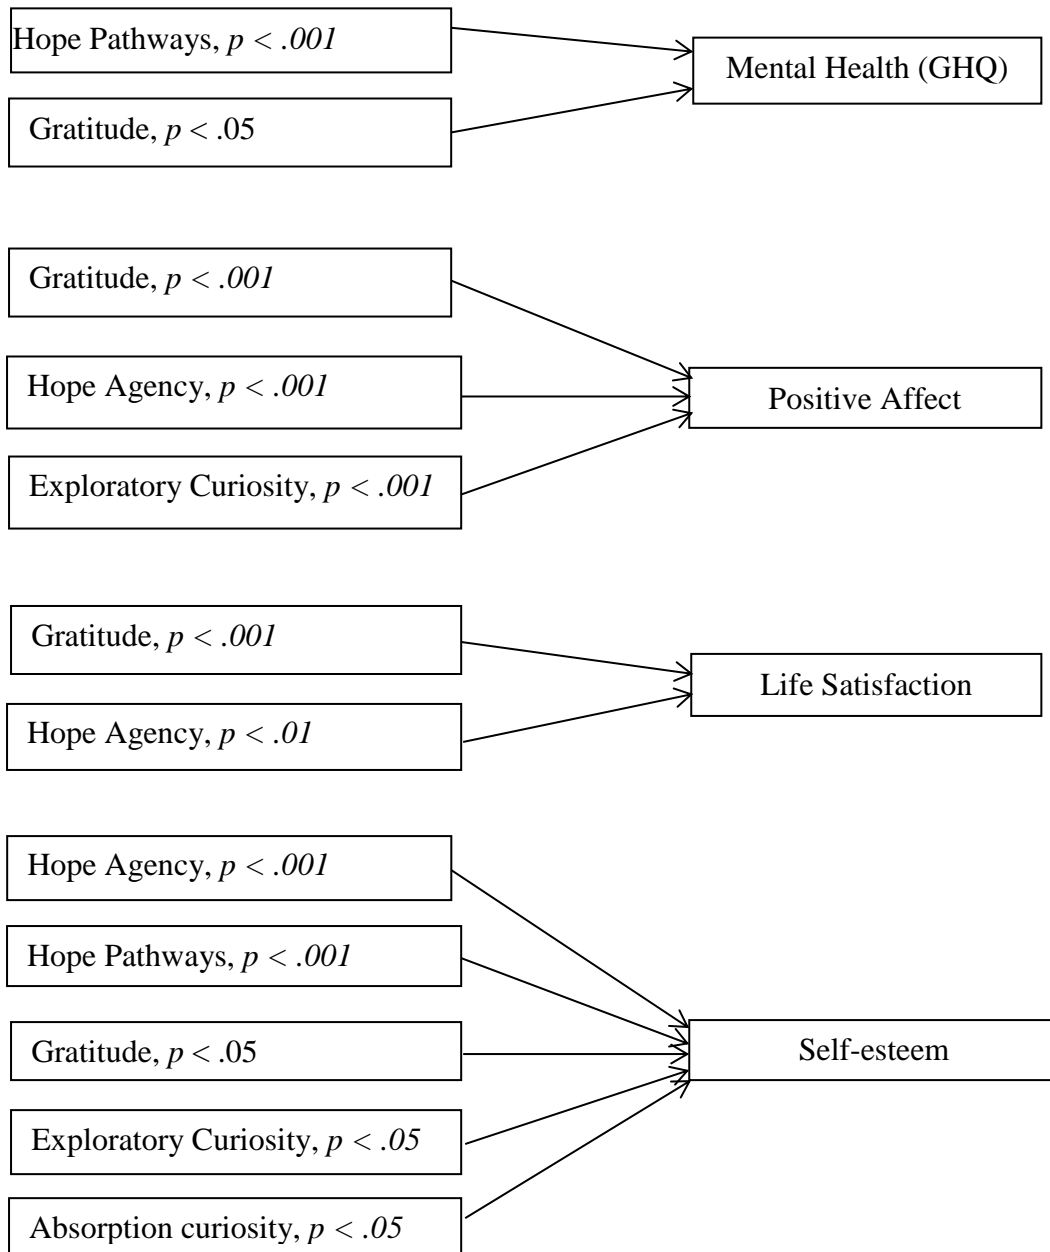 Hope Pathways, p < .001
Mental Health (GHQ)
Gratitude, p < .05
Gratitude, p < .001
Hope Agency, p < .001
Positive Affect
Exploratory Curiosity, p < .001
Gratitude, p < .001
Life Satisfaction
Hope Agency, p < .01
Hope Agency, p < .001
Hope Pathways, p < .001
Gratitude, p < .05
Self-esteem
Exploratory Curiosity, p < .05
Absorption curiosity, p < .05